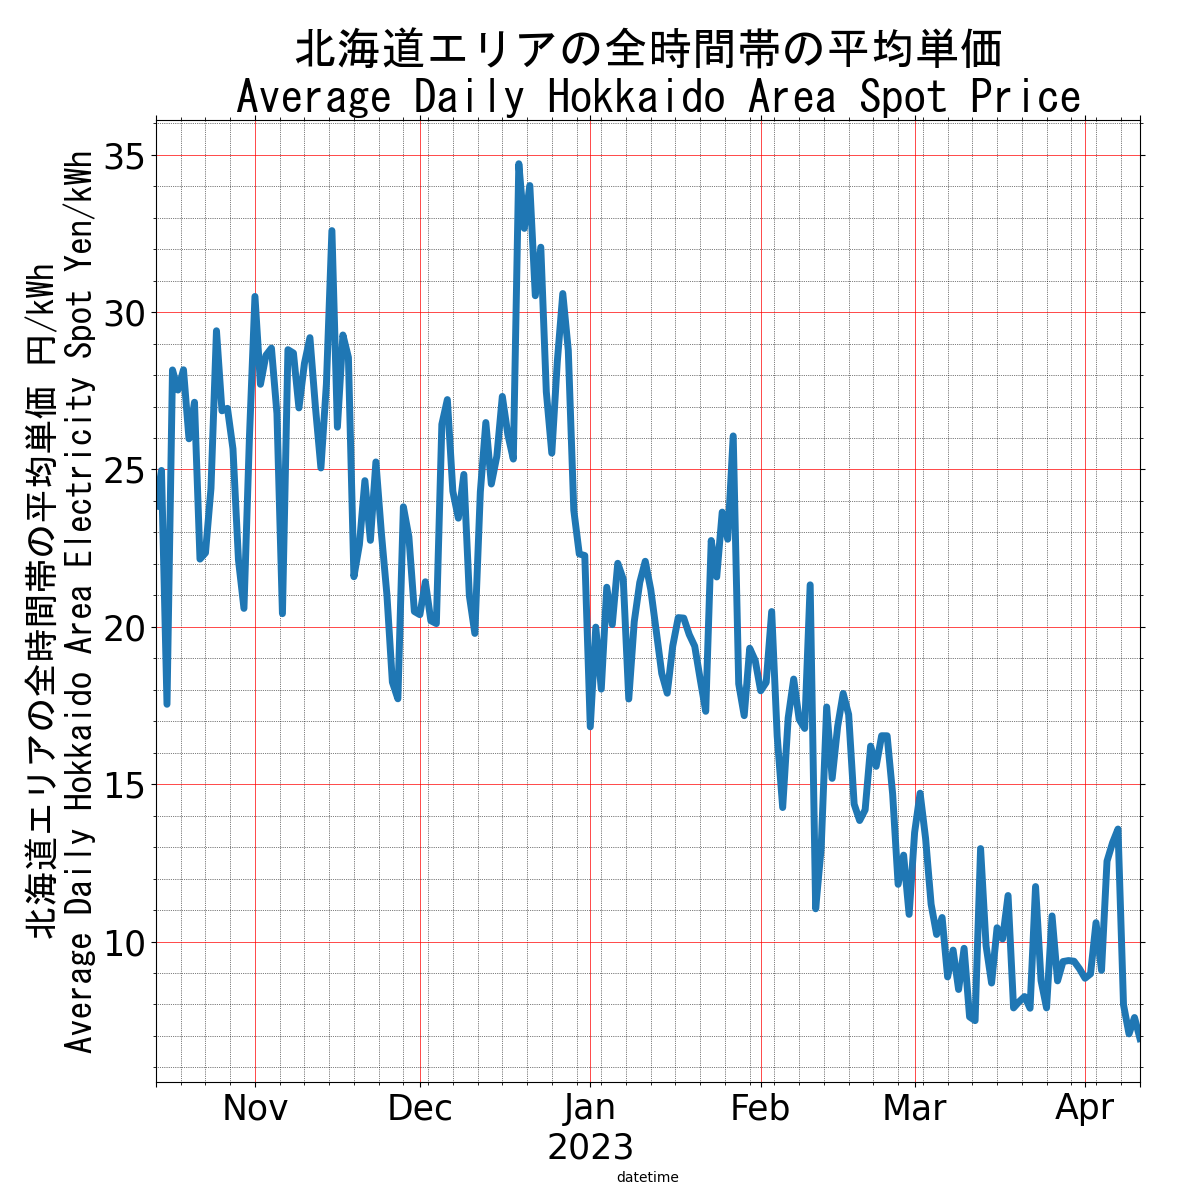 北海道エリアの全時間帯の平均単価
Average Daily Hokkaido Area Spot Price
北海道エリアの全時間帯の平均単価 円/kWh
Average Daily Hokkaido Area Electricity Spot Yen/kWh
35
30
25
20
15
10
Nov Dec Jan Feb Mar Apr
2023
datetime